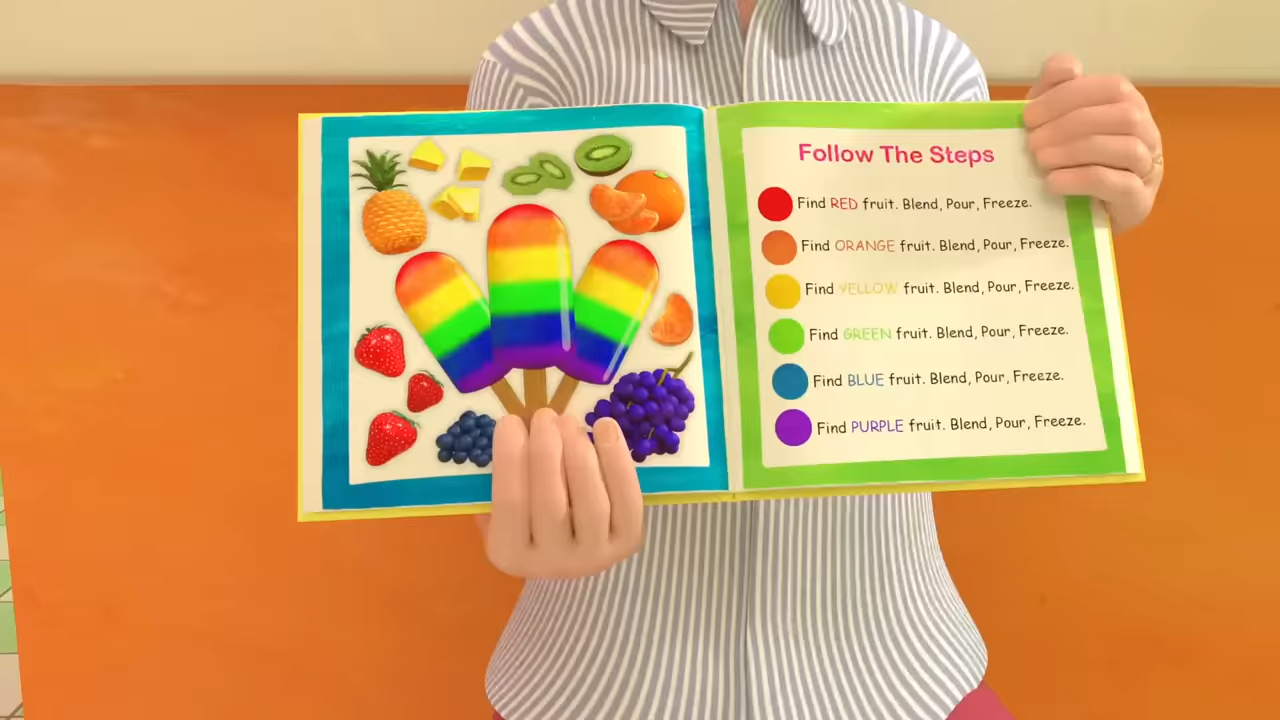 Follow The Steps
Find RED fruit. Blend, Pour, Freeze.
Find ORANGE fruit. Blend, Pour, Freeze.
Find YELLOW fruit. Blend, Pour, Freeze.
Find GREEN fruit. Blend, Pour, Freeze.
Find BLUE fruit. Blend, Pour, Freeze.
Find PURPLE fruit. Blend, Pour, Freeze.